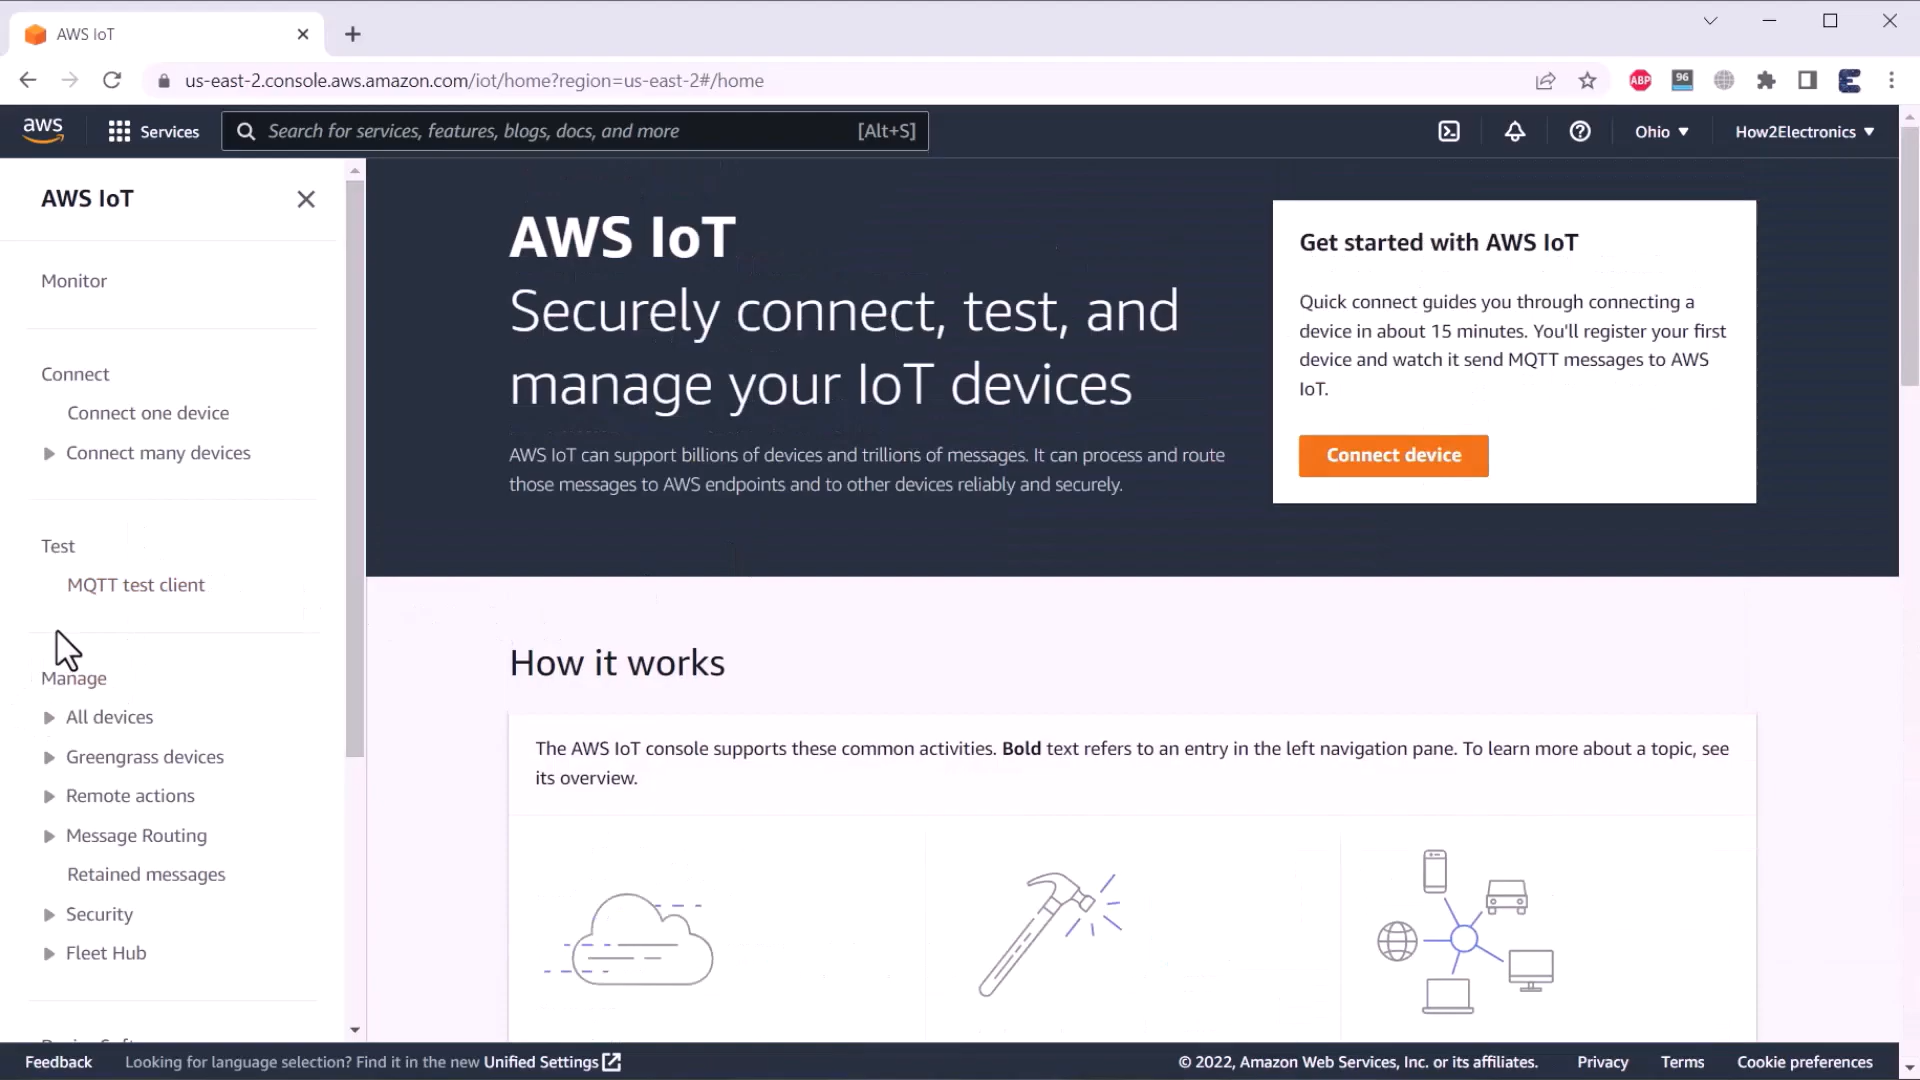 AWS IoT
us-east-2.console.aws.amazon.com/iot/home?region=us-east-2#/home
ABP
96
aws
Services
Search for services, features, blogs, docs, and more
[Alt+S]
Ohio
How2Electronics
AWS IoT
Monitor
Connect
Connect one device
Connect many devices
Test
MQTT test client
Manage
All devices
Greengrass devices
Remote actions
Message Routing
Retained messages
Security
Fleet Hub
AWS IoT
Securely connect, test, and
manage your IoT devices
AWS IoT can support billions of devices and trillions of messages. It can process and route
those messages to AWS endpoints and to other devices reliably and securely.
Get started with AWS IoT
Quick connect guides you through connecting a
device in about 15 minutes. You'll register your first
device and watch it send MQTT messages to AWS
IoT.
Connect device
How it works
The AWS IoT console supports these common activities. Bold text refers to an entry in the left navigation pane. To learn more about a topic, see
its overview.
Feedback
Looking for language selection? Find it in the new Unified Settings
© 2022, Amazon Web Services, Inc. or its affiliates.
Privacy
Terms
Cookie preferences